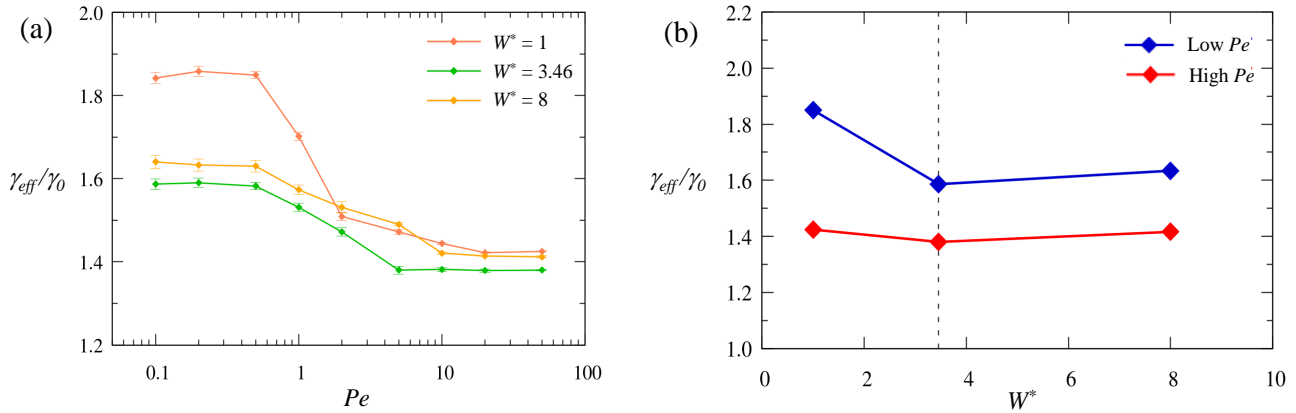 (a)
2.0
1.8
1.6
1.4
1.2
γeff/γ0
0.1
1
10
100
Pe
W* = 1
W* = 3.46
W* = 8
(b)
2.2
2.0
1.8
1.6
1.4
1.2
1.0
γeff/γ0
0
2
4
6
8
10
W*
Low Pe
High Pe